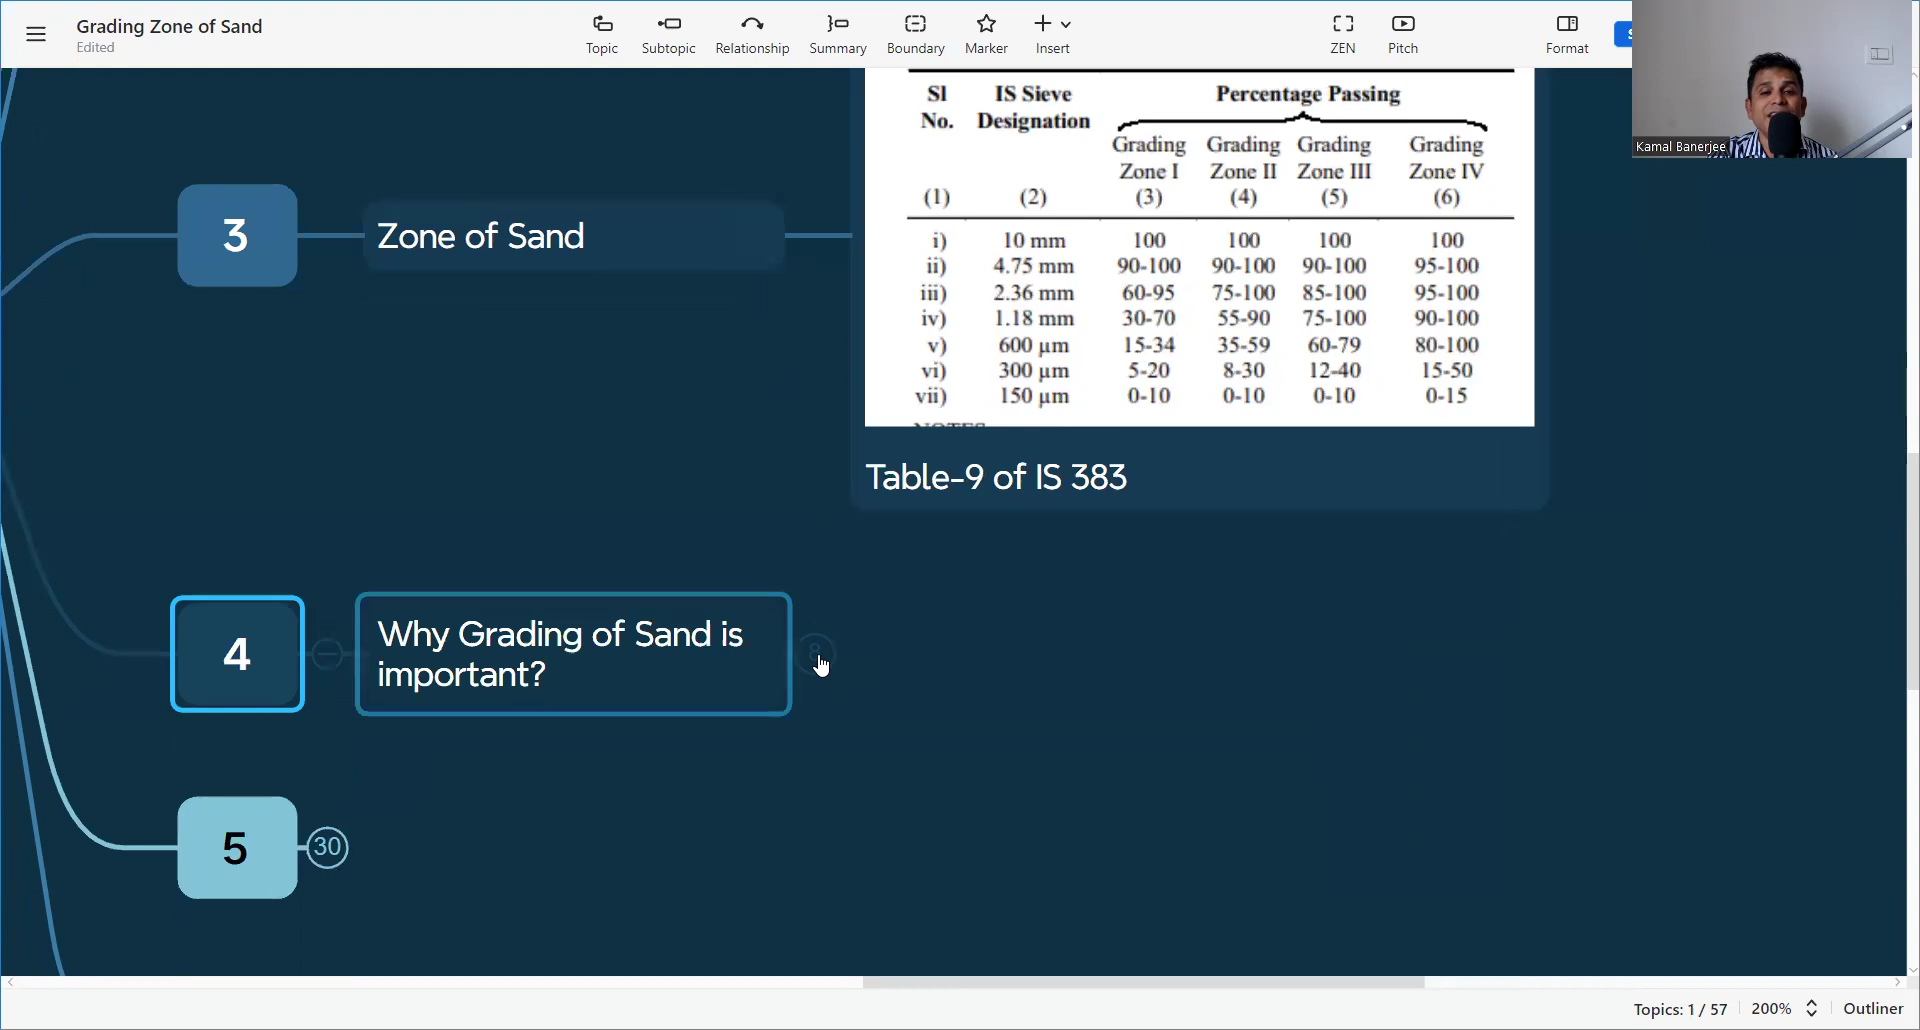 Grading Zone of Sand
Edited
Topic
Subtopic
Relationship
Summary
Boundary
Marker
Insert
ZEN
Pitch
Format
Kamal Banerjee
Sl No. IS Sieve Designation Percentage Passing
Grading Zone I Grading Zone II Grading Zone III Grading Zone IV
(1) (2) (3) (4) (5) (6)
i) 10 mm 100 100 100 100
ii) 4.75 mm 90-100 90-100 90-100 95-100
iii) 2.36 mm 60-95 75-100 85-100 95-100
iv) 1.18 mm 30-70 55-90 75-100 90-100
v) 600 µm 15-34 35-59 60-79 80-100
vi) 300 µm 5-20 8-30 12-40 15-50
vii) 150 µm 0-10 0-10 0-10 0-15
Table-9 of IS 383
3
Zone of Sand
4
Why Grading of Sand is
important?
8
5
30
Topics: 1 / 57
200%
Outliner